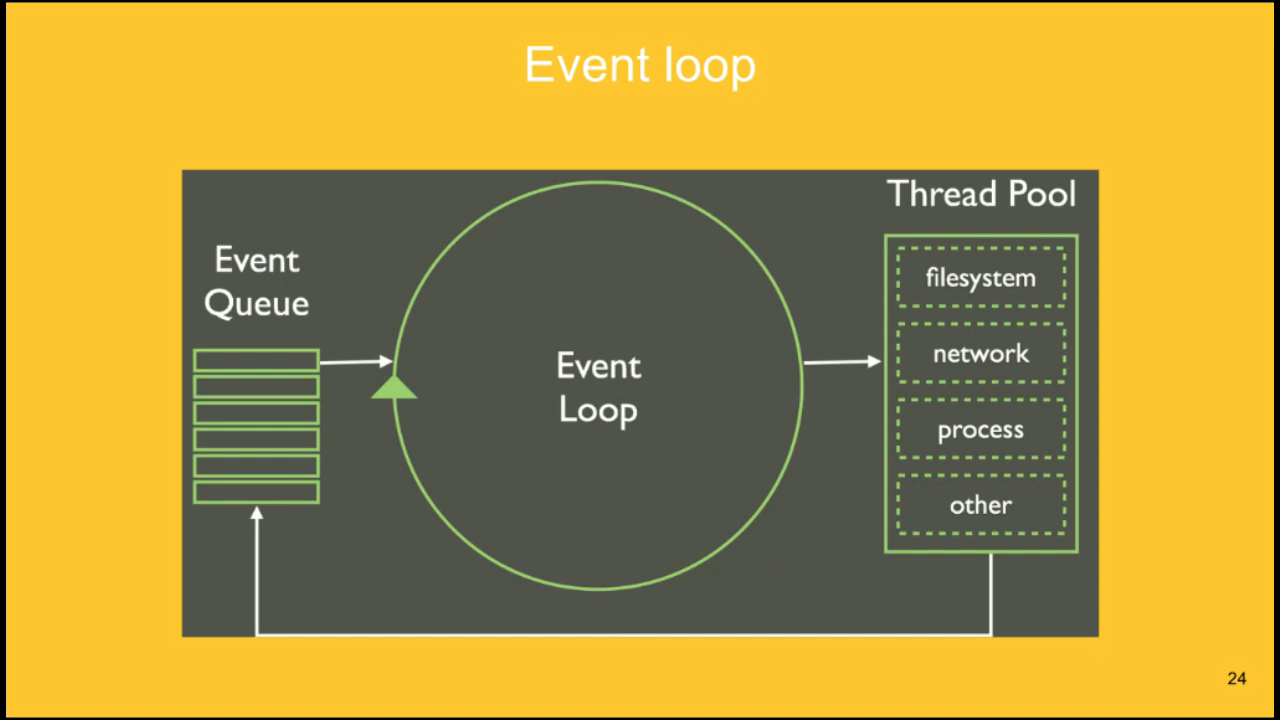 Event loop
Event
Queue
Event
Loop
Thread Pool
filesystem
network
process
other
24